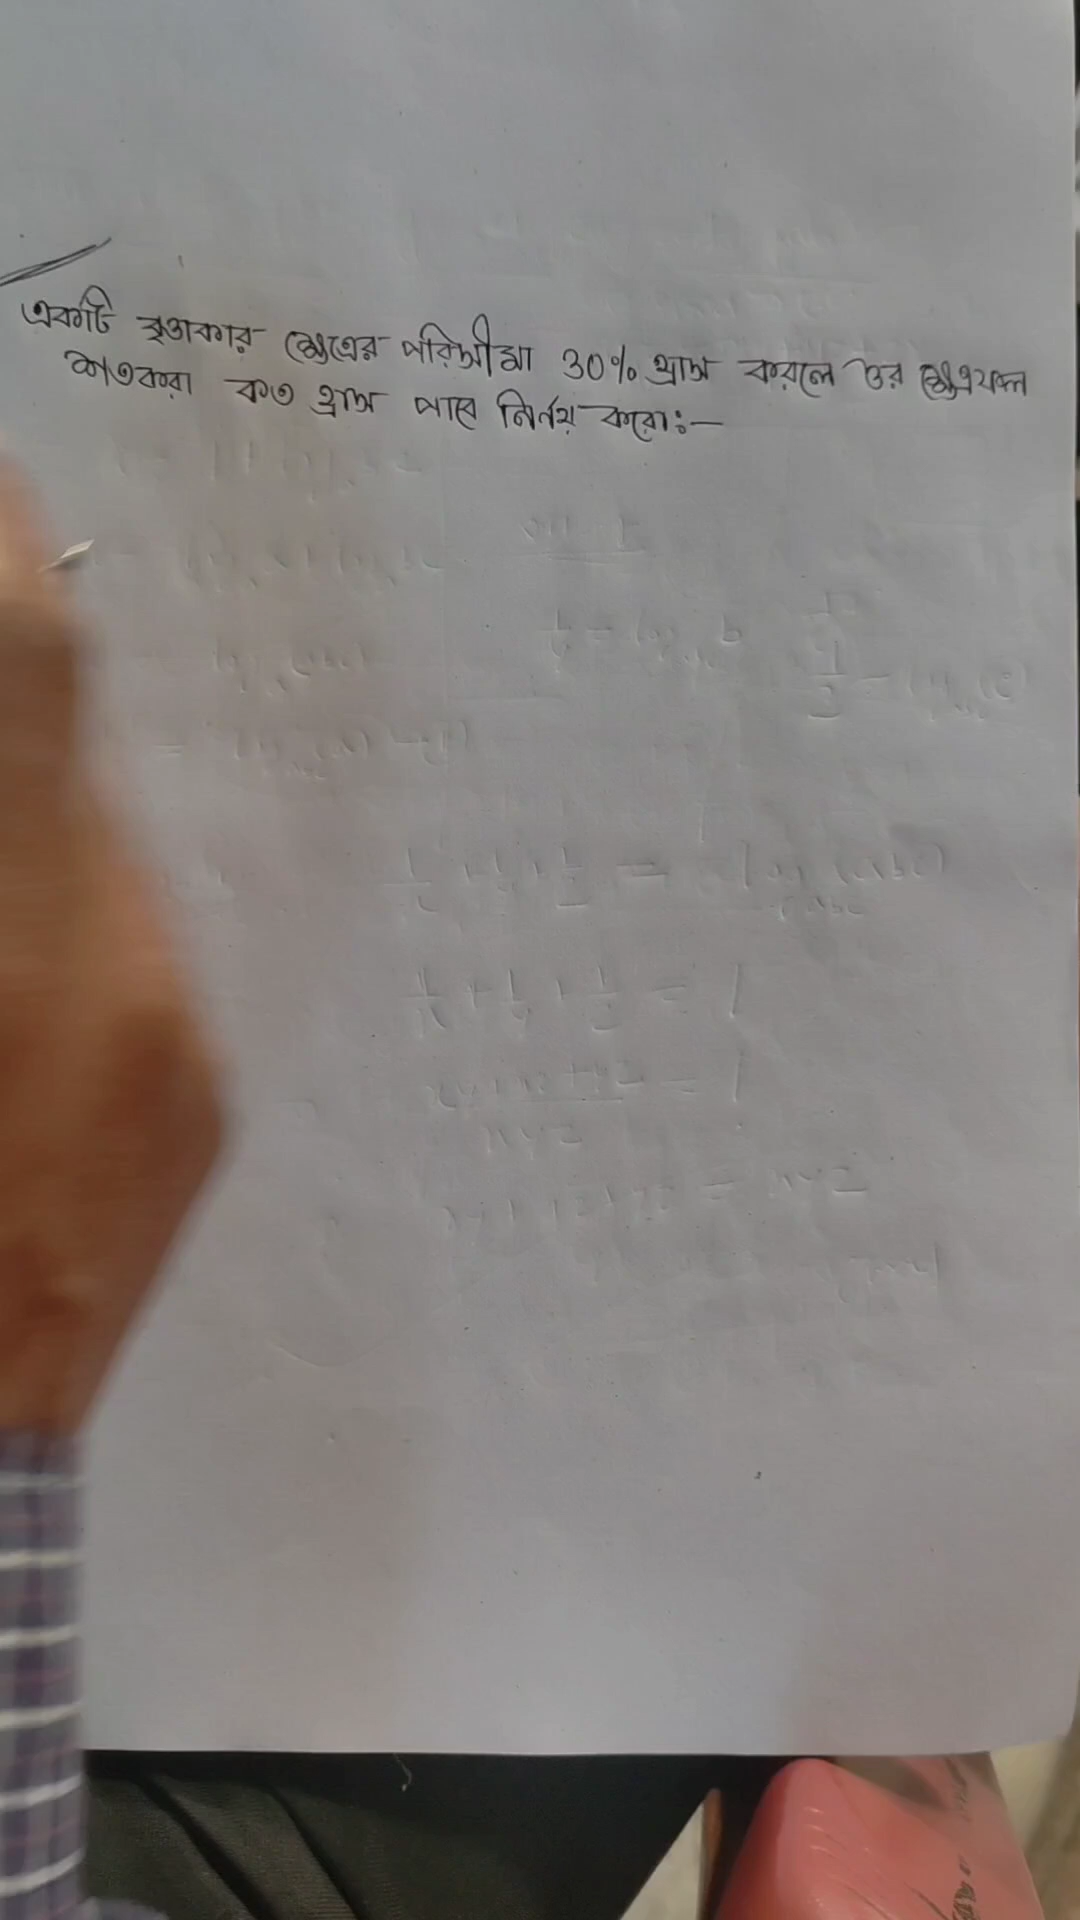 একটি বৃত্তাকার ক্ষেত্রের পরিসীমা 30% হ্রাস করলে ওর ক্ষেত্রফল
শতকরা কত হ্রাস পাবে নির্ণয় করো:—